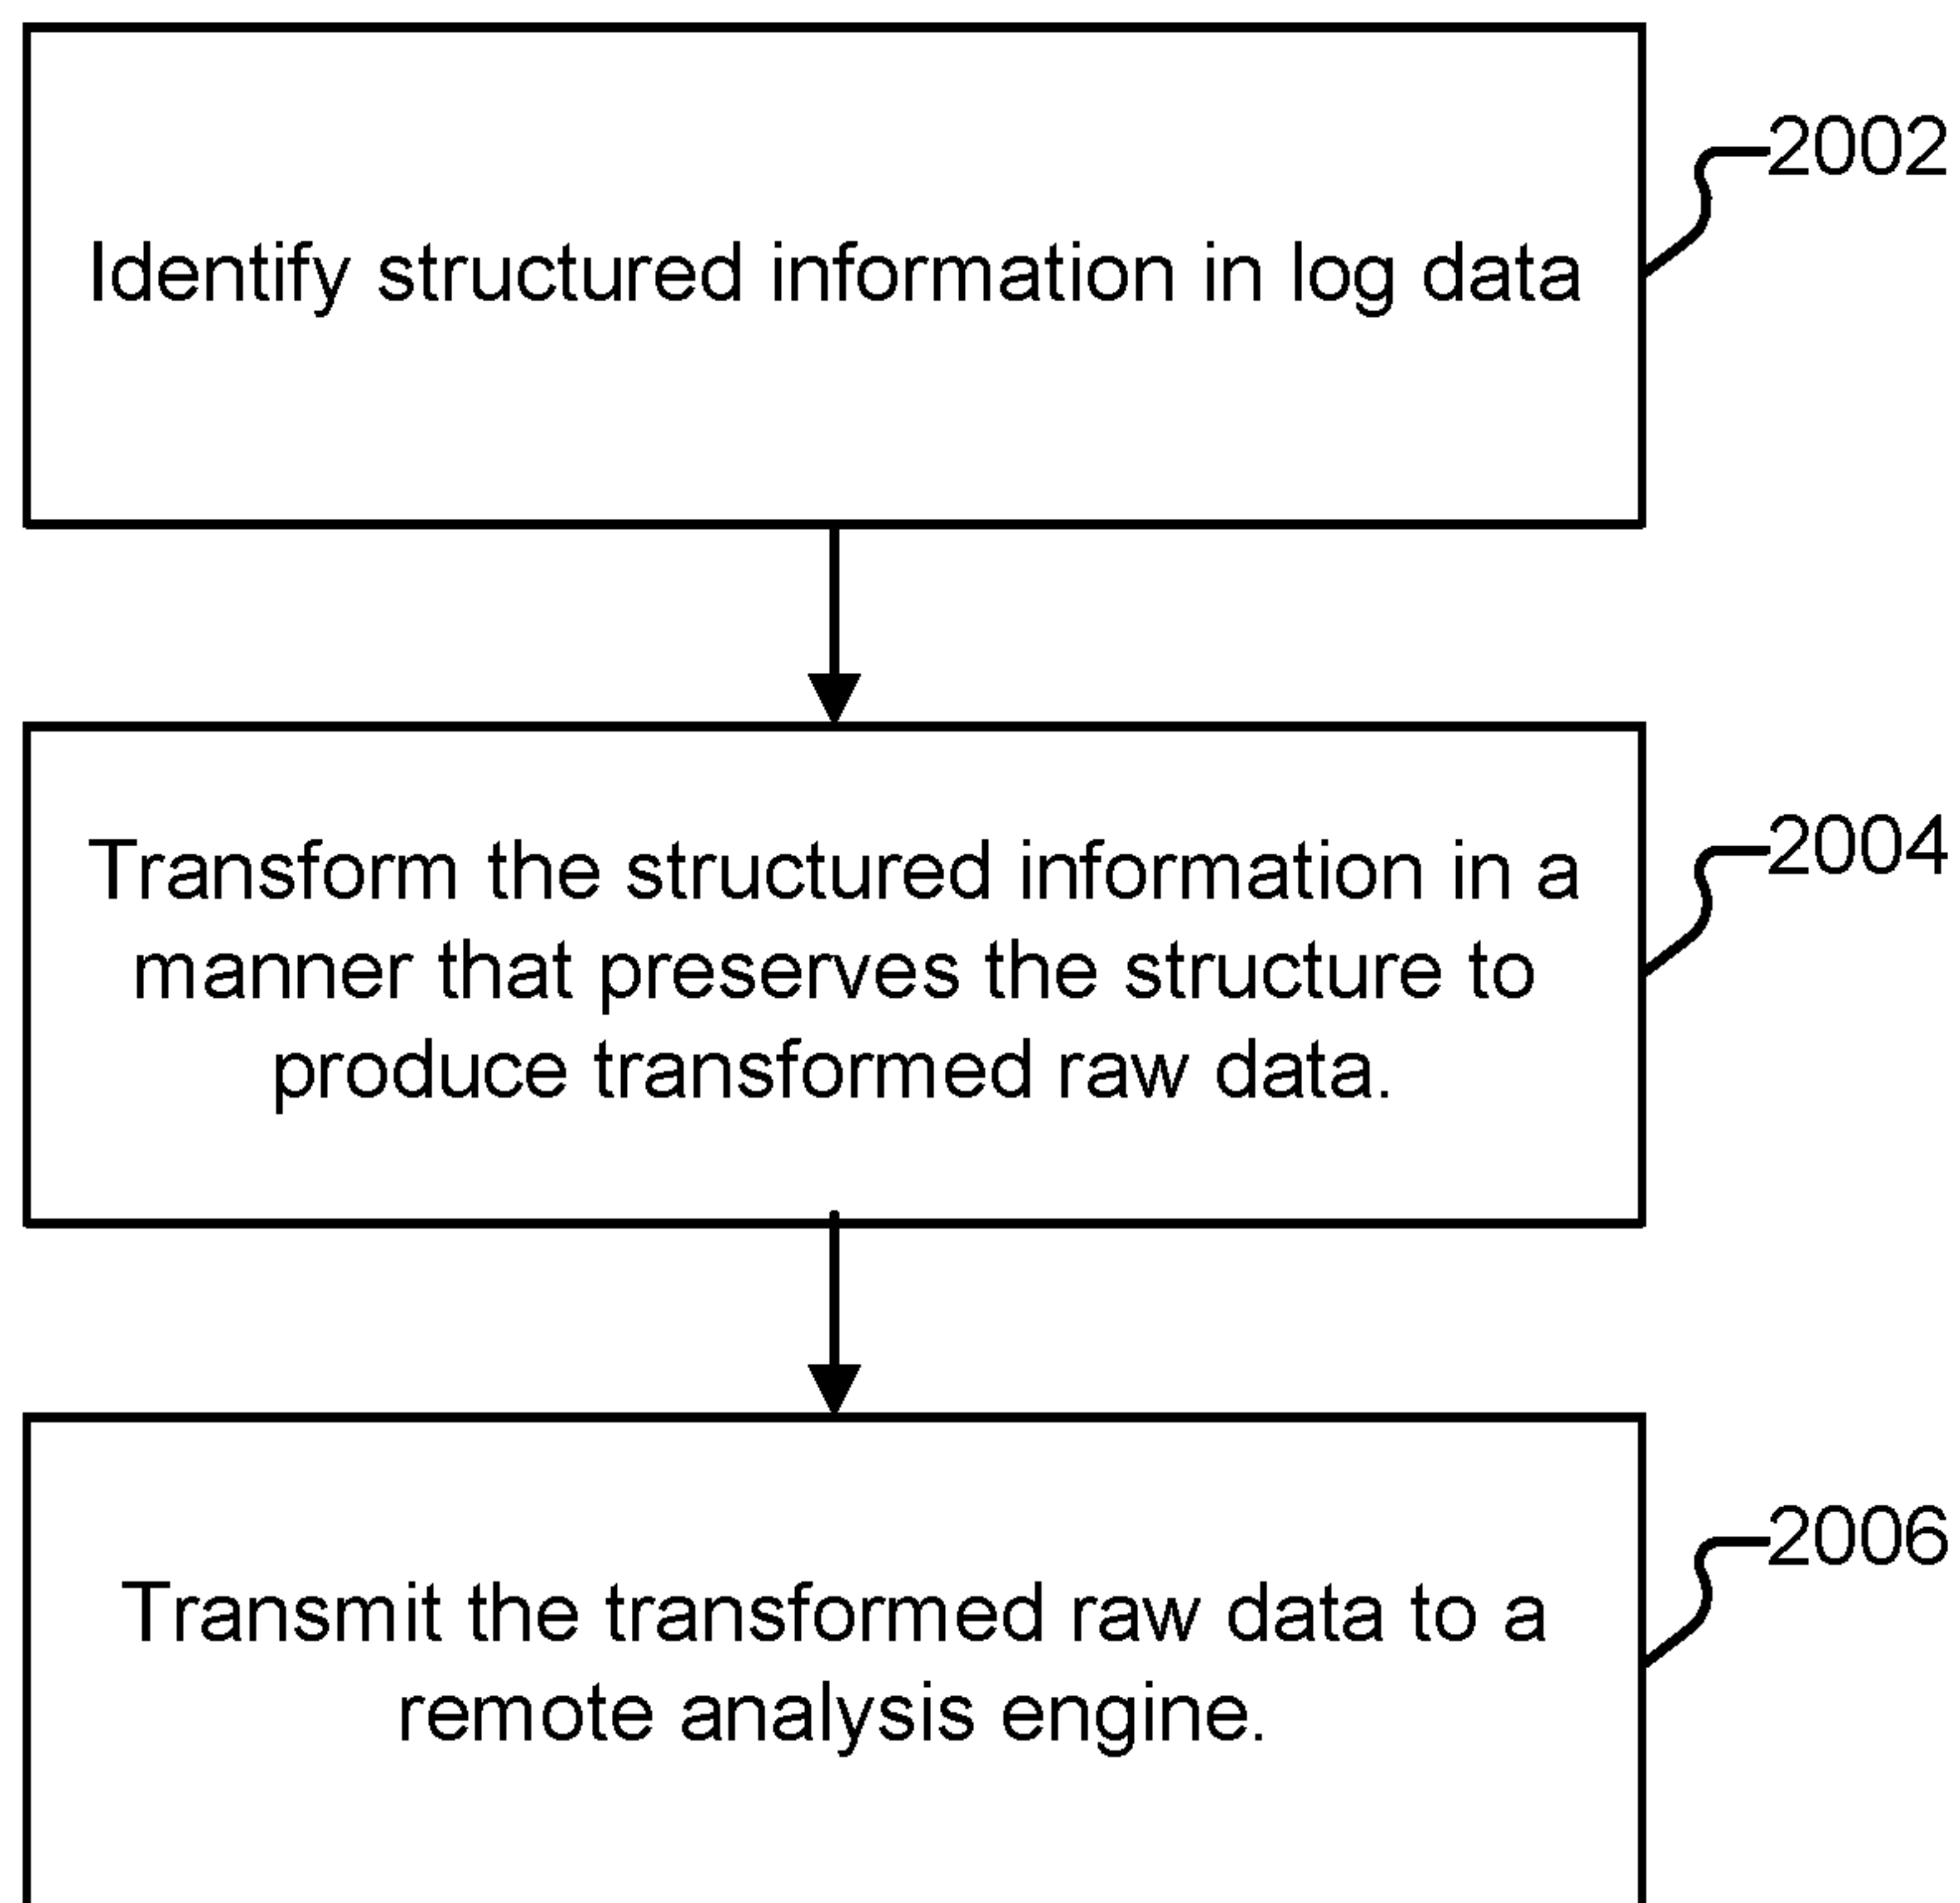 2002
Identify structured information in log data
2004
Transform the structured information in a
manner that preserves the structure to
produce transformed raw data.
2006
Transmit the transformed raw data to a
remote analysis engine.